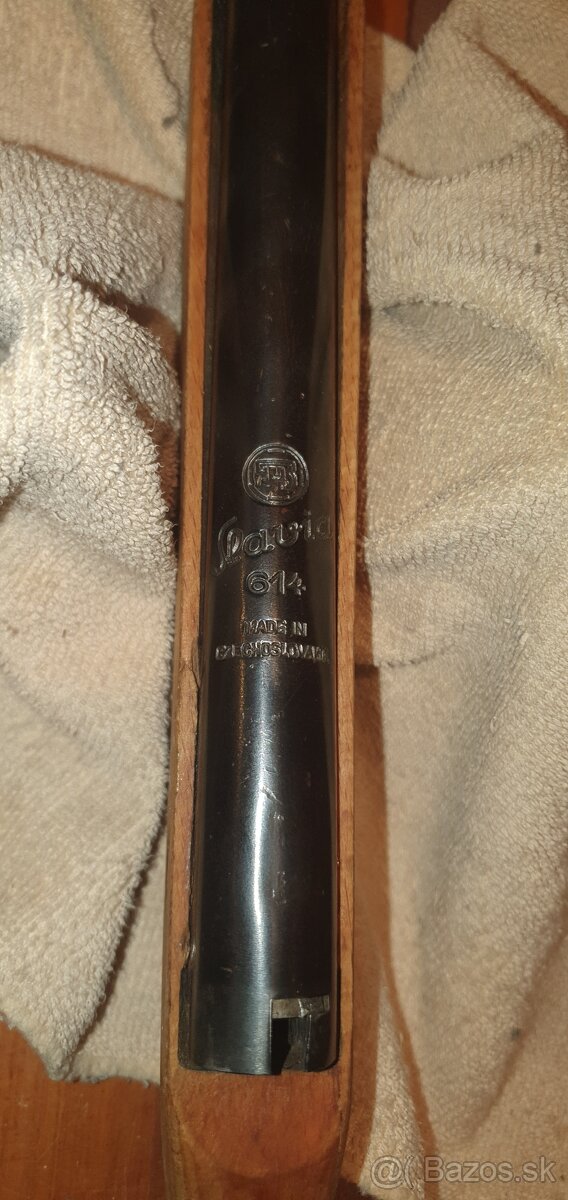 Slavia
614
MADE IN
CZECHOSLOVAKIA
Bazos.sk